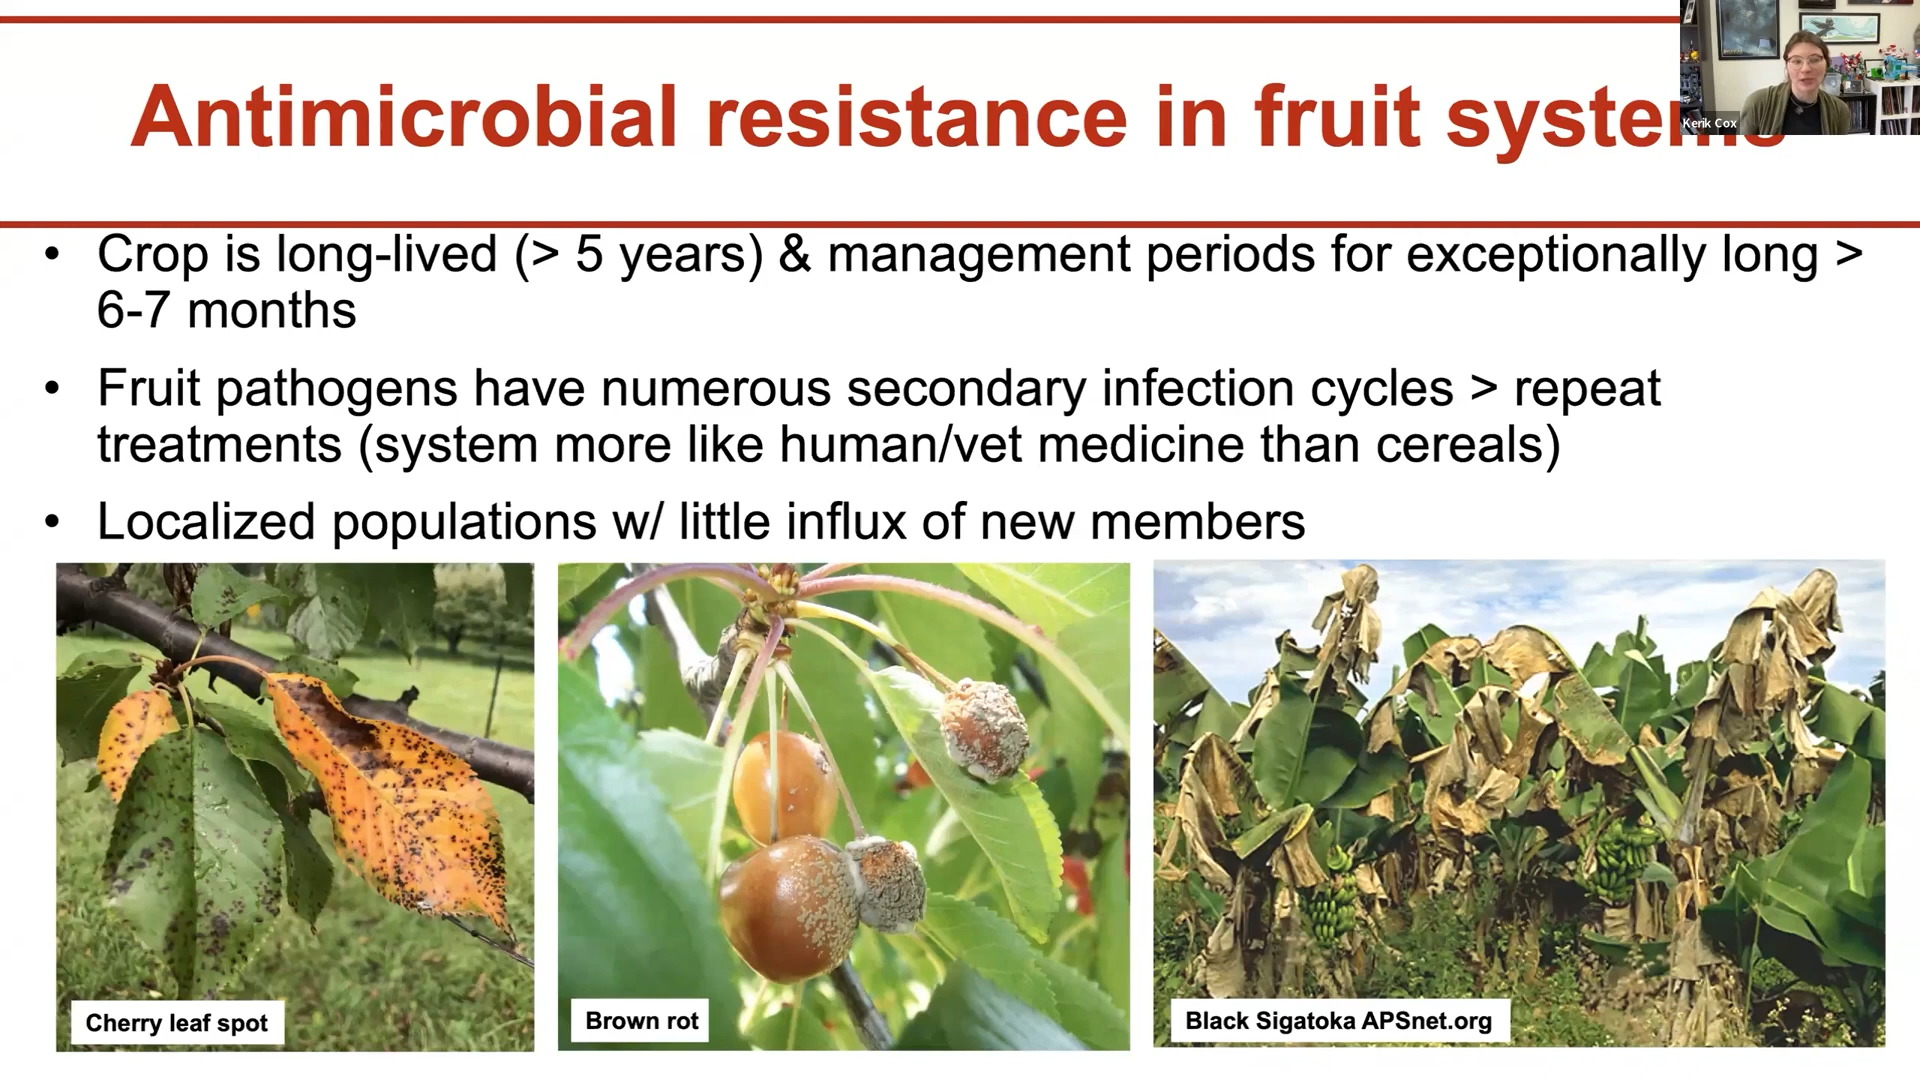 Antimicrobial resistance in fruit systems
Kerik Cox
• Crop is long-lived (> 5 years) & management periods for exceptionally long >
6-7 months
• Fruit pathogens have numerous secondary infection cycles > repeat
treatments (system more like human/vet medicine than cereals)
• Localized populations w/ little influx of new members
Cherry leaf spot
Brown rot
Black Sigatoka APSnet.org